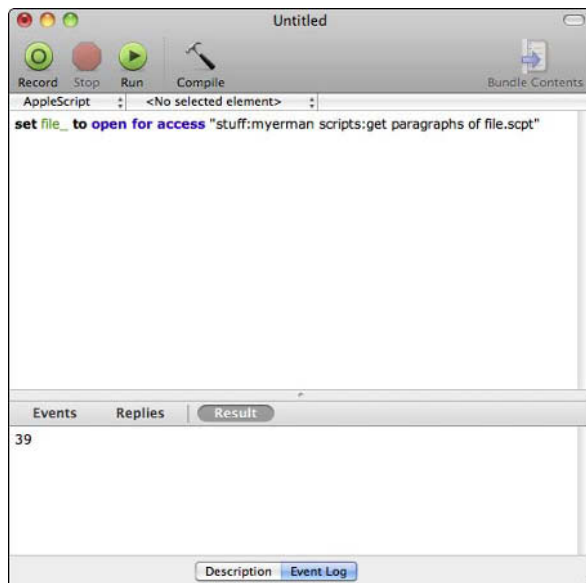 Untitled
Record Stop Run Compile Bundle Contents
AppleScript <No selected element>
set file_ to open for access "stuff:myerman scripts:get paragraphs of file.scpt"
Events Replies Result
39
Description Event Log